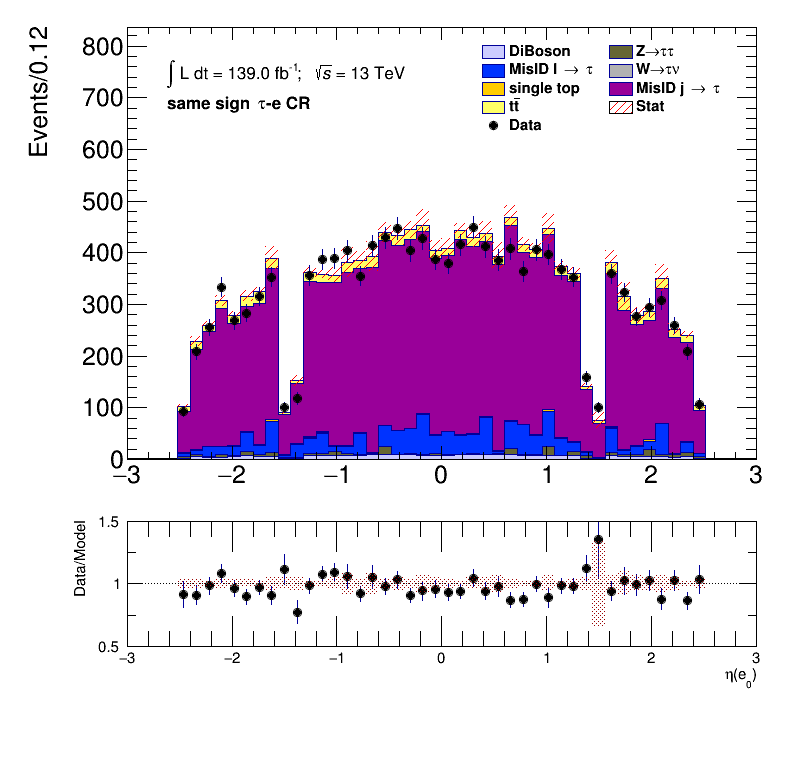 Events/0.12
∫ L dt = 139.0 fb⁻¹; √s = 13 TeV
same sign τ-e CR
DiBoson
MisID l → τ
single top
tt̄
Data
Z→ττ
W→τν
MisID j → τ
Stat
800
700
600
500
400
300
200
100
0
−3 −2 −1 0 1 2 3
Data/Model
1.5
1
0.5
−3 −2 −1 0 1 2 3
η(e₀)